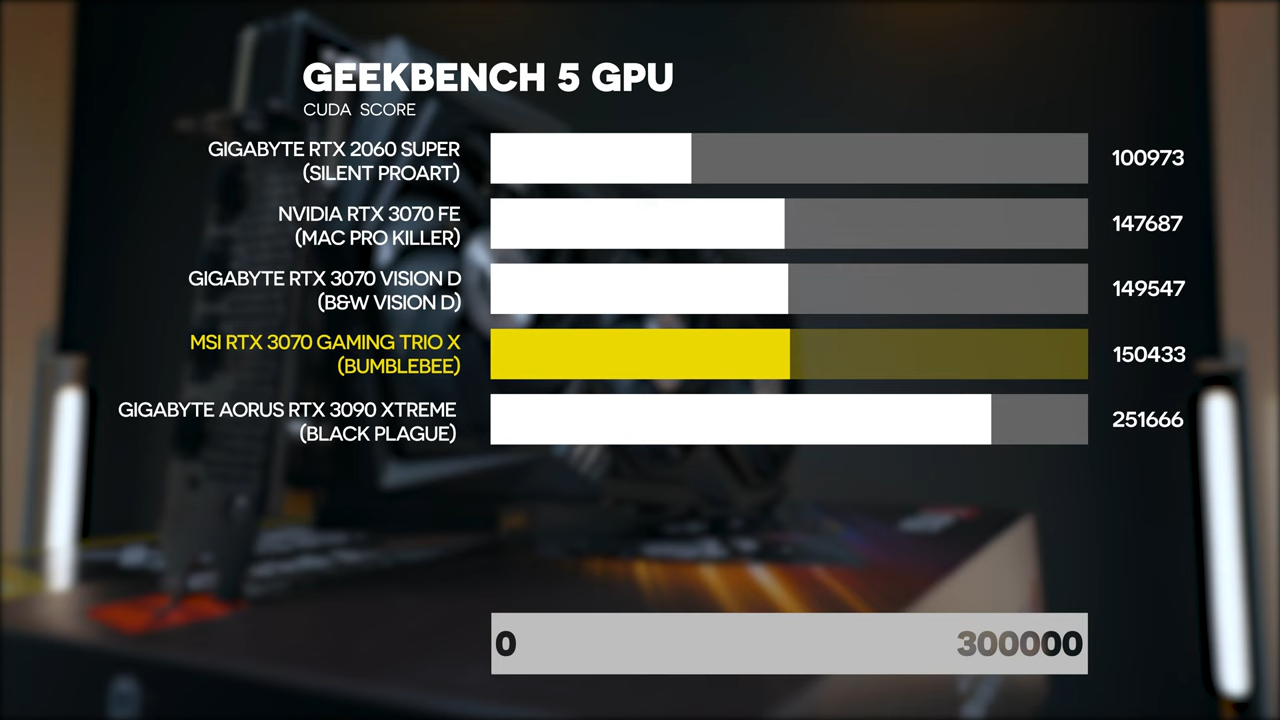 GEEKBENCH 5 GPU
CUDA SCORE
GIGABYTE RTX 2060 SUPER
(SILENT PROART)
100973
NVIDIA RTX 3070 FE
(MAC PRO KILLER)
147687
GIGABYTE RTX 3070 VISION D
(B&W VISION D)
149547
MSI RTX 3070 GAMING TRIO X
(BUMBLEBEE)
150433
GIGABYTE AORUS RTX 3090 XTREME
(BLACK PLAGUE)
251666
0 300000